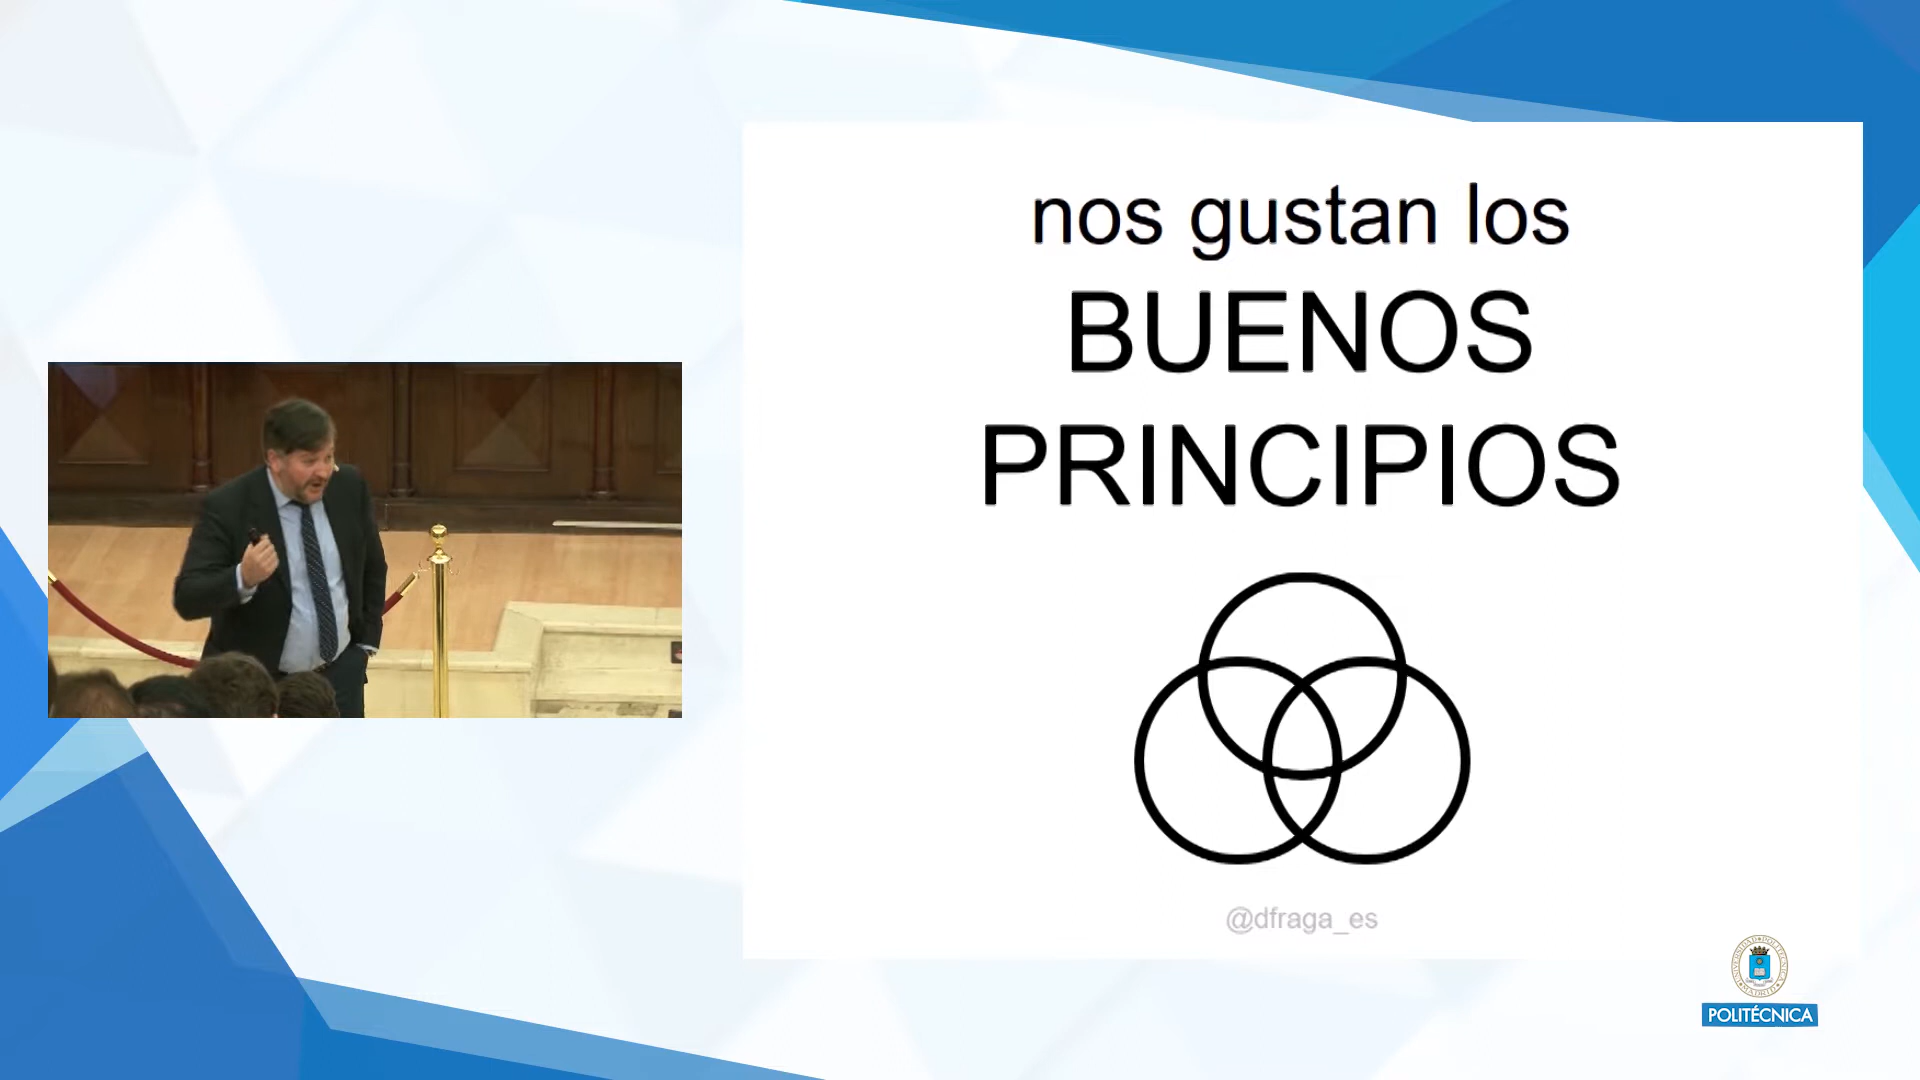 nos gustan los
BUENOS
PRINCIPIOS
@dfraga_es
POLITÉCNICA